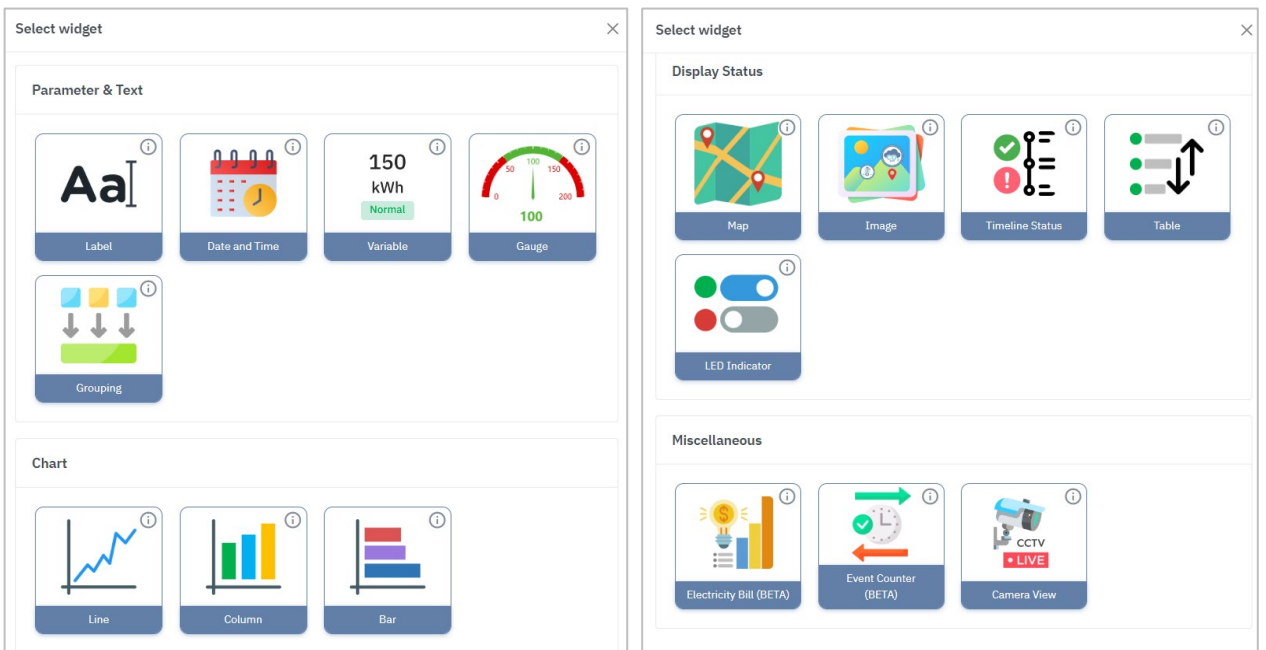 Select widget
Parameter & Text
Aa
Label
Date and Time
150
kWh
Normal
Variable
0
50
100
150
200
100
Gauge
Grouping
Chart
Line
Column
Bar
Select widget
Display Status
Map
Image
Timeline Status
Table
LED Indicator
Miscellaneous
Electricity Bill (BETA)
Event Counter
(BETA)
CCTV
LIVE
Camera View